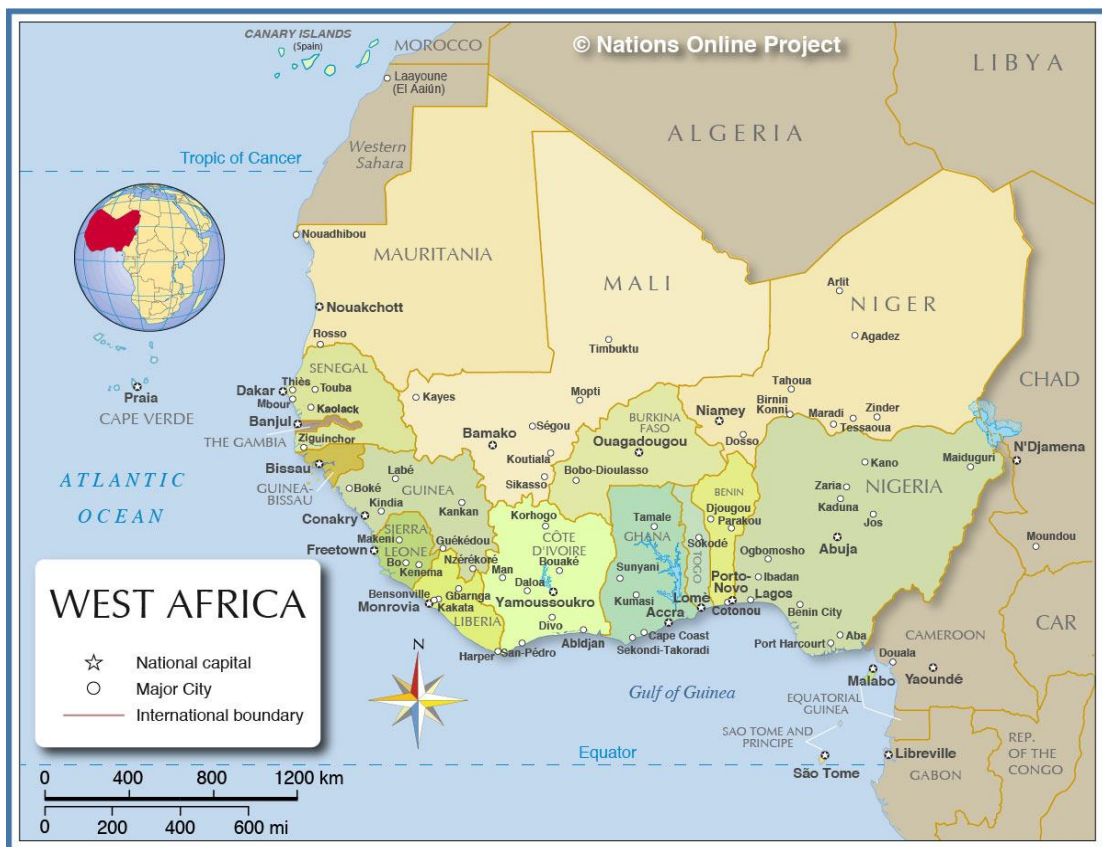 CANARY ISLANDS
(Spain)
MOROCCO
© Nations Online Project
LIBYA
Laayoune
(El Aaiún)
ALGERIA
Western
Sahara
Tropic of Cancer
Nouadhibou
MAURITANIA
MALI
NIGER
Arlit
Nouakchott
Agadez
Rosso
Timbuktu
SENEGAL
CHAD
Dakar
Thiès
Touba
Mbour
Kaolack
Praia
CAPE VERDE
Kayes
Mopti
Tahoua
Birnin
Konni
Niamey
Maradi
Zinder
Tessaoua
Banjul
THE GAMBIA
Ziguinchor
Bamako
Ségou
BURKINA
FASO
Ouagadougou
Dosso
N'Djamena
Bissau
GUINEA-
BISSAU
Koutiala
Sikasso
Bobo-Dioulasso
Kano
Maiduguri
NIGERIA
ATLANTIC
OCEAN
Labé
Boké
GUINEA
Kindia
Kankan
Zaria
Kaduna
Jos
BENIN
Djougou
Parakou
Conakry
Korhogo
Tamale
GHANA
Sokodé
TOGO
Abuja
Moundou
SIERRA
LEONE
Makeni
Freetown
Bo
Kenema
Guékédou
Nzérékoré
CÔTE
D'IVOIRE
Bouaké
Man
Daloa
Yamoussoukro
Sunyani
Kumasi
Ogbomosho
Ibadan
Porto-
Novo
Lagos
Cotonou
Lomé
Benin City
Bensonville
Monrovia
Gbarnga
Kakata
LIBERIA
Divo
Abidjan
Accra
Cape Coast
Sekondi-Takoradi
Harper
San-Pédro
Port Harcourt
Aba
CAMEROON
CAR
Douala
Malabo
Yaoundé
WEST AFRICA
National capital
Major City
International boundary
N
Gulf of Guinea
EQUATORIAL
GUINEA
SAO TOME AND
PRINCIPE
REP.
OF THE
CONGO
Equator
São Tome
Libreville
GABON
0 400 800 1200 km
0 200 400 600 mi